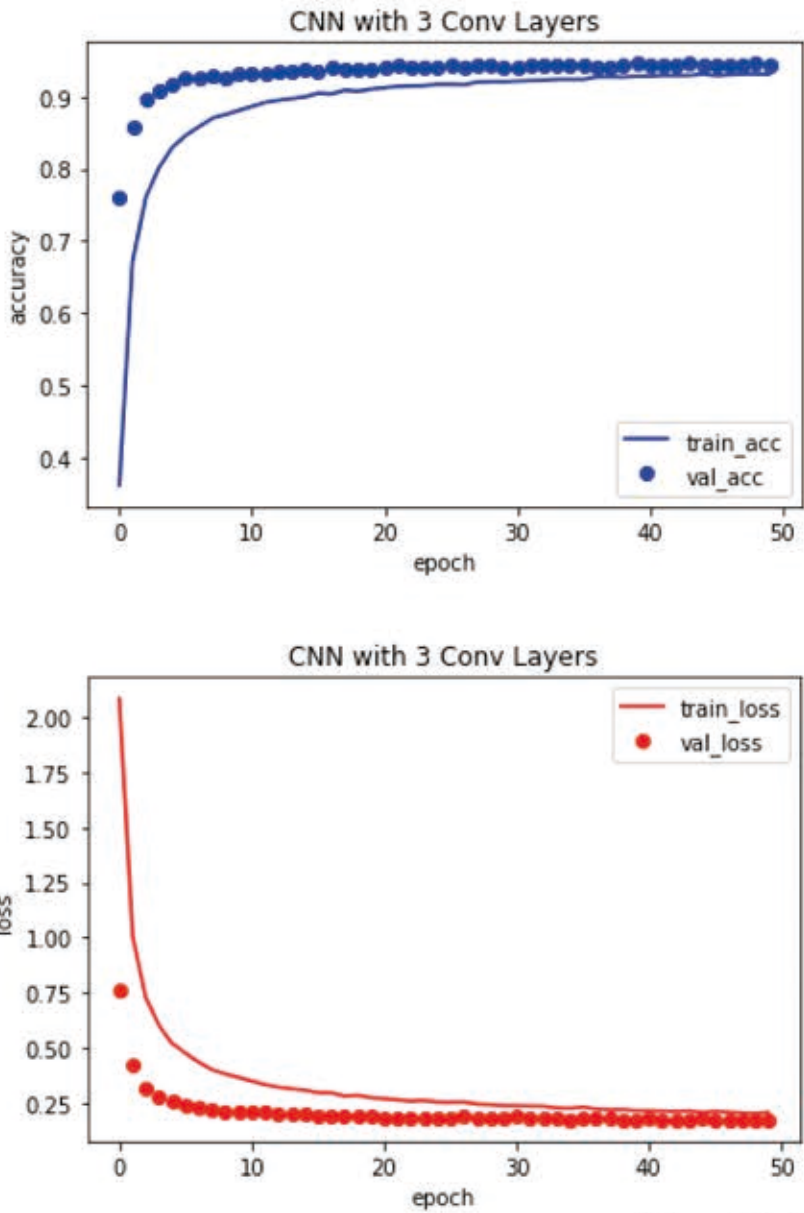 CNN with 3 Conv Layers
accuracy
0.9
0.8
0.7
0.6
0.5
0.4
train_acc
val_acc
0 10 20 30 40 50
epoch
CNN with 3 Conv Layers
loss
2.00
1.75
1.50
1.25
1.00
0.75
0.50
0.25
train_loss
val_loss
0 10 20 30 40 50
epoch